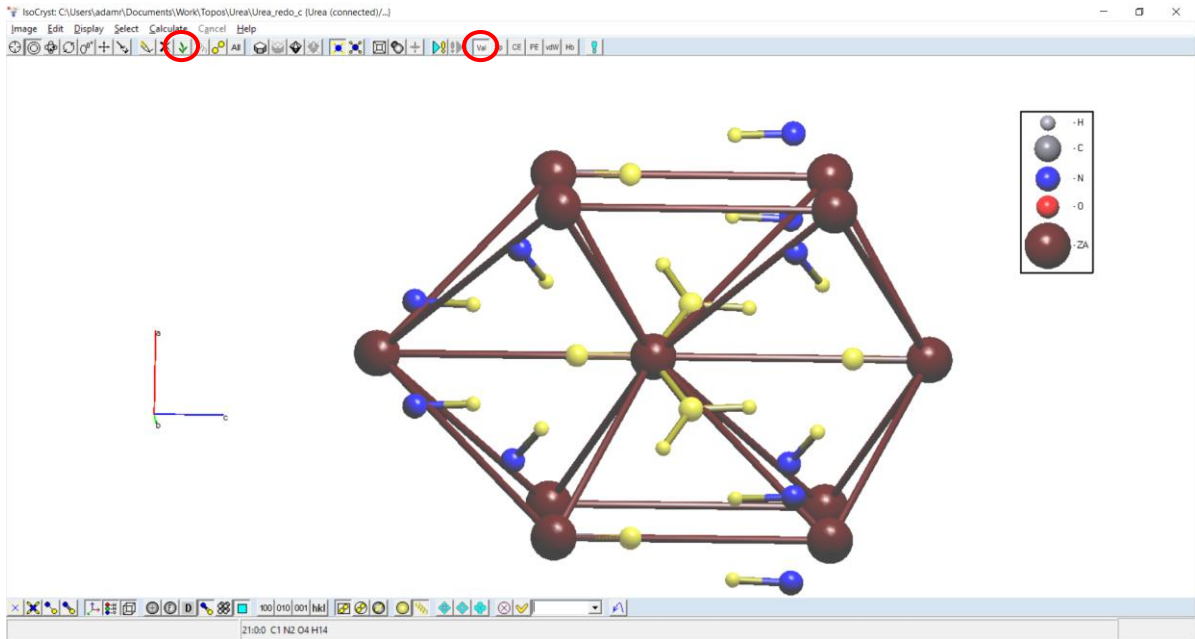 IsoCryst: C:\Users\adamr\Documents\Work\Topos\Urea\Urea_redo_c {Urea (connected)/...}
Image Edit Display Select Calculate Cancel Help
All Val CE PE vdW Hb
·H
·C
·N
·O
·ZA
a
c
b
D 100 010 001 hkl
21:0:0 C1 N2 O4 H14